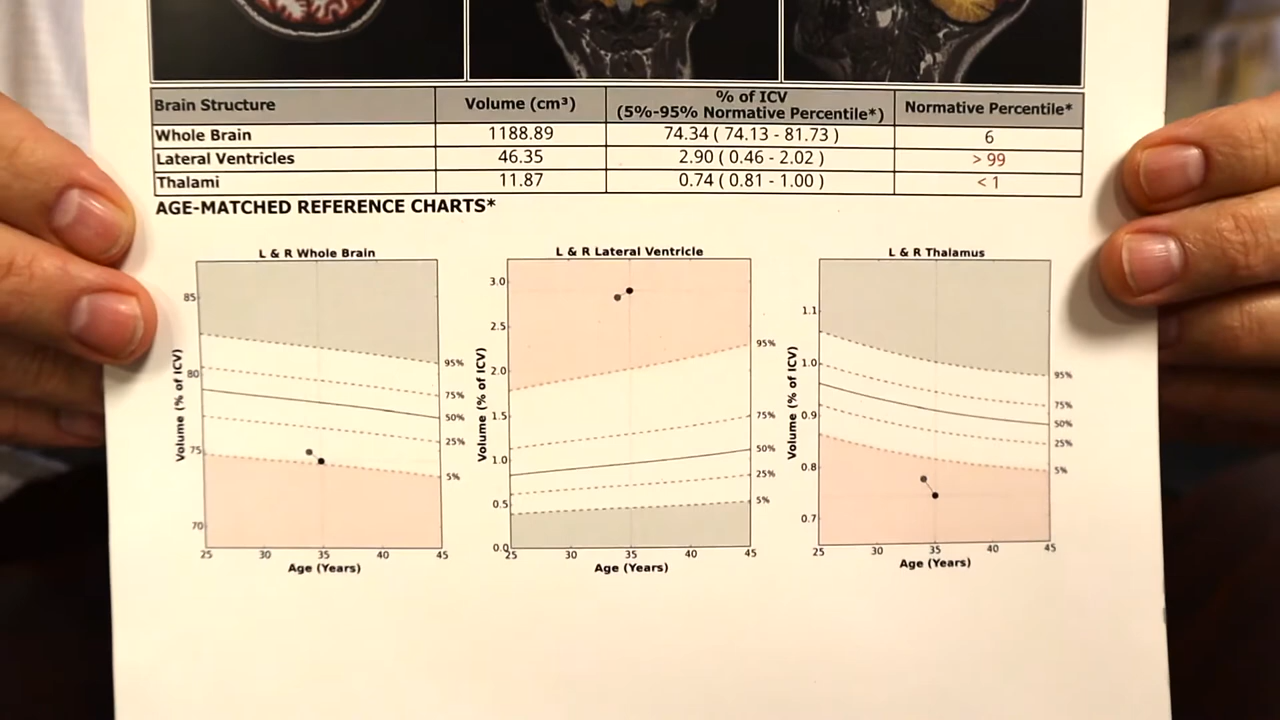 Brain Structure Volume (cm³) % of ICV (5%-95% Normative Percentile*) Normative Percentile*
Whole Brain 1188.89 74.34 ( 74.13 - 81.73 ) 6
Lateral Ventricles 46.35 2.90 ( 0.46 - 2.02 ) > 99
Thalami 11.87 0.74 ( 0.81 - 1.00 ) < 1
AGE-MATCHED REFERENCE CHARTS*
L & R Whole Brain
Volume (% of ICV)
85
80
75
70
95%
75%
50%
25%
5%
25 30 35 40 45
Age (Years)
L & R Lateral Ventricle
Volume (% of ICV)
3.0
2.5
2.0
1.5
1.0
0.5
0.0
95%
75%
50%
25%
5%
25 30 35 40 45
Age (Years)
L & R Thalamus
Volume (% of ICV)
1.1
1.0
0.9
0.8
0.7
95%
75%
50%
25%
5%
25 30 35 40 45
Age (Years)